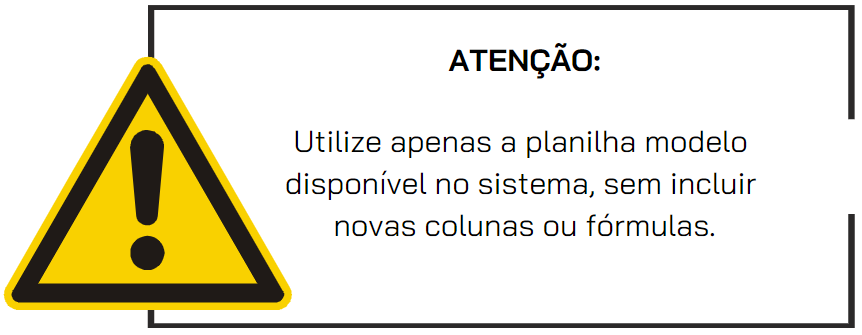 ATENÇÃO:
Utilize apenas a planilha modelo
disponível no sistema, sem incluir
novas colunas ou fórmulas.